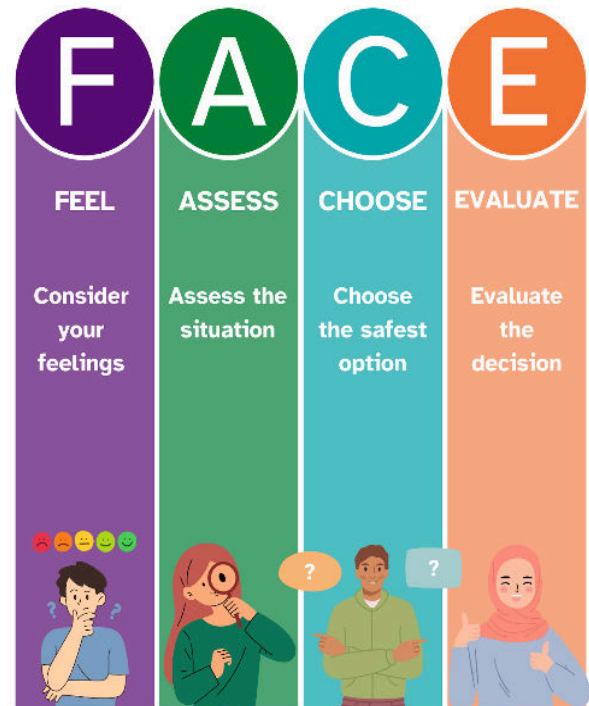 F
A
C
E
FEEL
Consider
your
feelings
ASSESS
Assess the
situation
CHOOSE
Choose
the safest
option
EVALUATE
Evaluate
the
decision
?
?
?
?